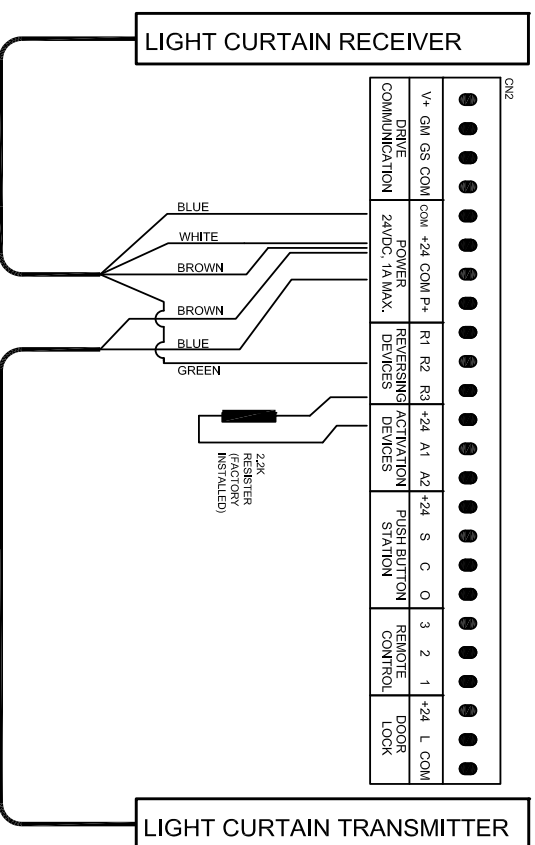 LIGHT CURTAIN RECEIVER
CN2
V+ GM GS COM
DRIVE
COMMUNICATION
COM +24 COM P+
POWER
24VDC, 1A MAX.
R1 R2 R3
REVERSING
DEVICES
+24 A1 A2
ACTIVATION
DEVICES
+24 S C O
PUSH BUTTON
STATION
3 2 1
REMOTE
CONTROL
+24 L COM
DOOR
LOCK
BLUE
WHITE
BROWN
BROWN
BLUE
GREEN
2.2K
RESISTER
(FACTORY
INSTALLED)
LIGHT CURTAIN TRANSMITTER